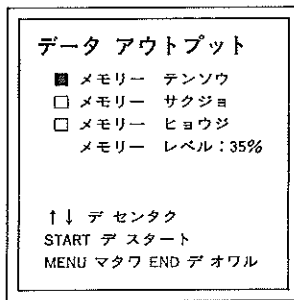 データ アウトプット
■ メモリー テンソウ
□ メモリー サクジョ
□ メモリー ヒョウジ
メモリー レベル：35%
↑↓ デ センタク
START デ スタート
MENU マタワ END デ オワル